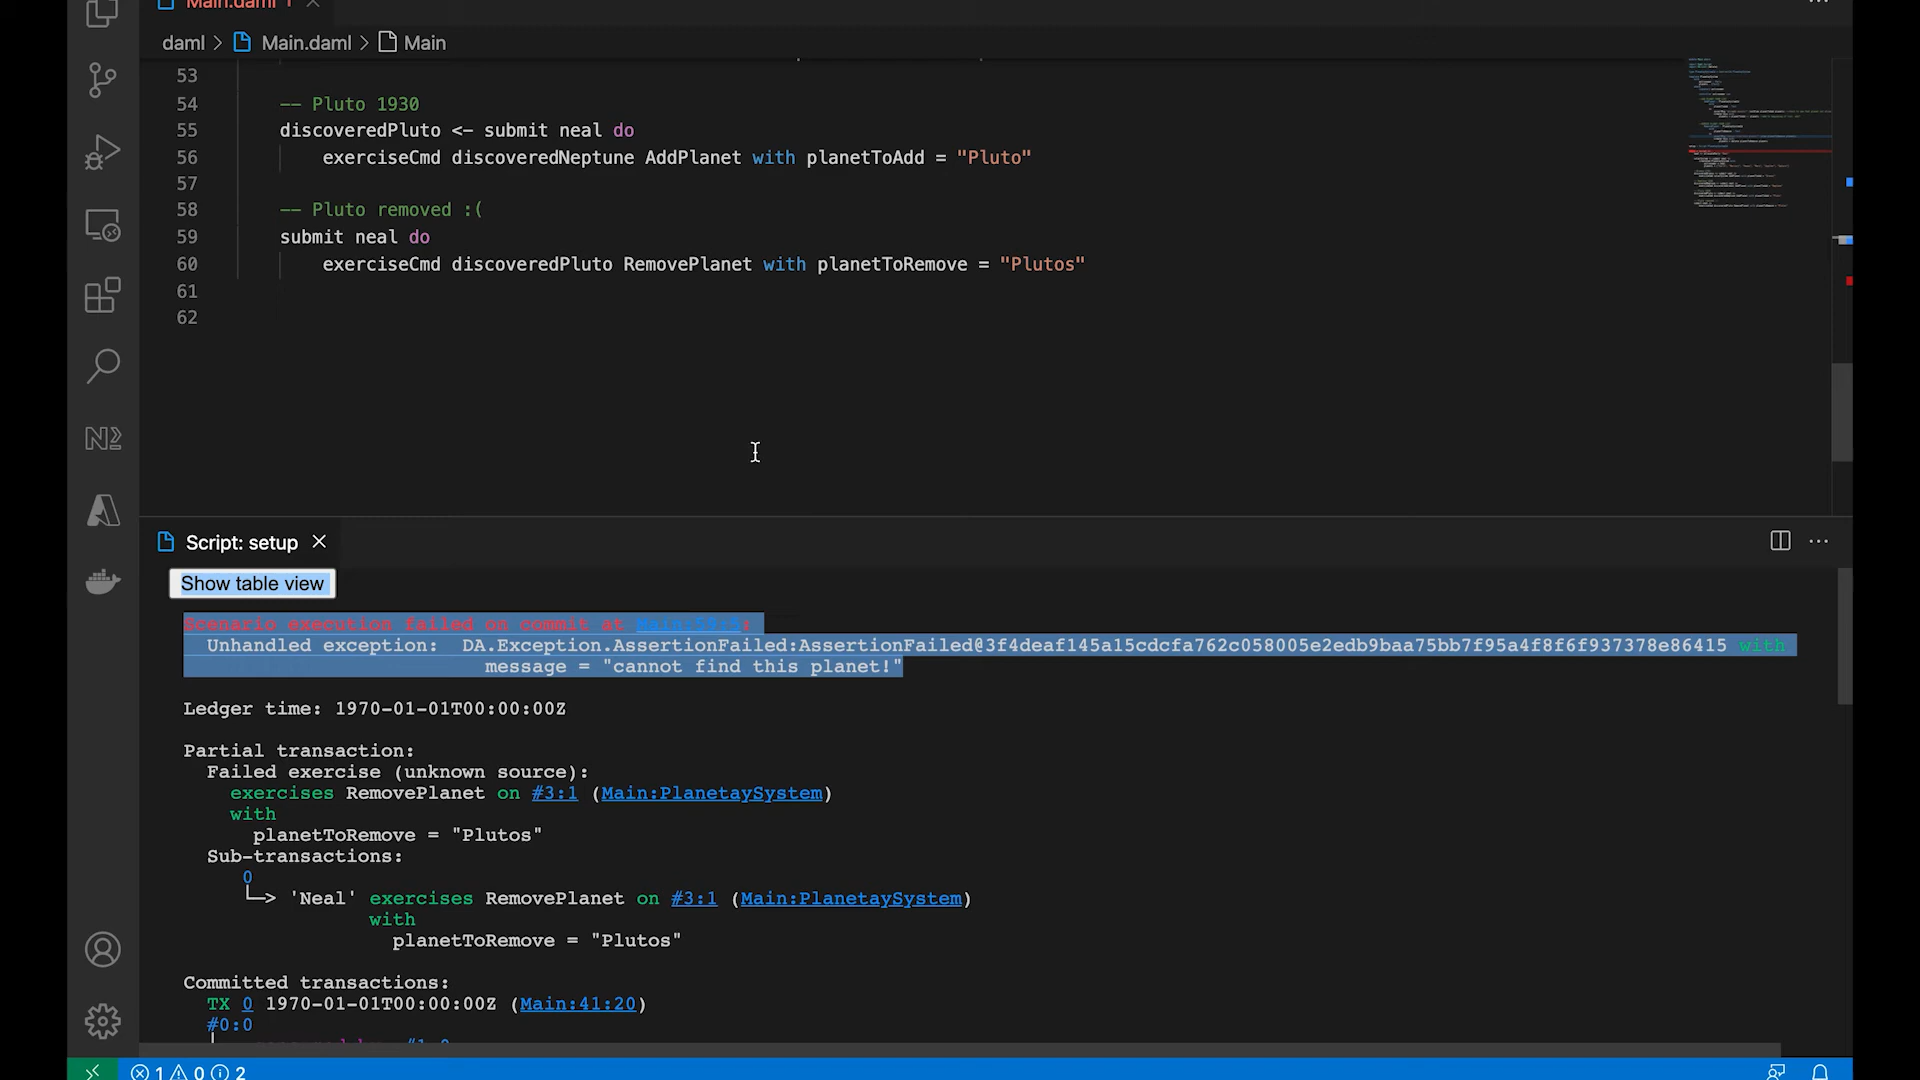 Main.daml 1
daml > Main.daml > Main
53
54 -- Pluto 1930
55 discoveredPluto <- submit neal do
56 exerciseCmd discoveredNeptune AddPlanet with planetToAdd = "Pluto"
57
58 -- Pluto removed :(
59 submit neal do
60 exerciseCmd discoveredPluto RemovePlanet with planetToRemove = "Plutos"
61
62
Script: setup
Show table view
Scenario execution failed on commit at Main:59:5:
Unhandled exception: DA.Exception.AssertionFailed:AssertionFailed@3f4deaf145a15cdcfa762c058005e2edb9baa75bb7f95a4f8f6f937378e86415 with
message = "cannot find this planet!"
Ledger time: 1970-01-01T00:00:00Z
Partial transaction:
Failed exercise (unknown source):
exercises RemovePlanet on #3:1 (Main:PlanetaySystem)
with
planetToRemove = "Plutos"
Sub-transactions:
0
└─> 'Neal' exercises RemovePlanet on #3:1 (Main:PlanetaySystem)
with
planetToRemove = "Plutos"
Committed transactions:
TX 0 1970-01-01T00:00:00Z (Main:41:20)
#0:0
1 0 2